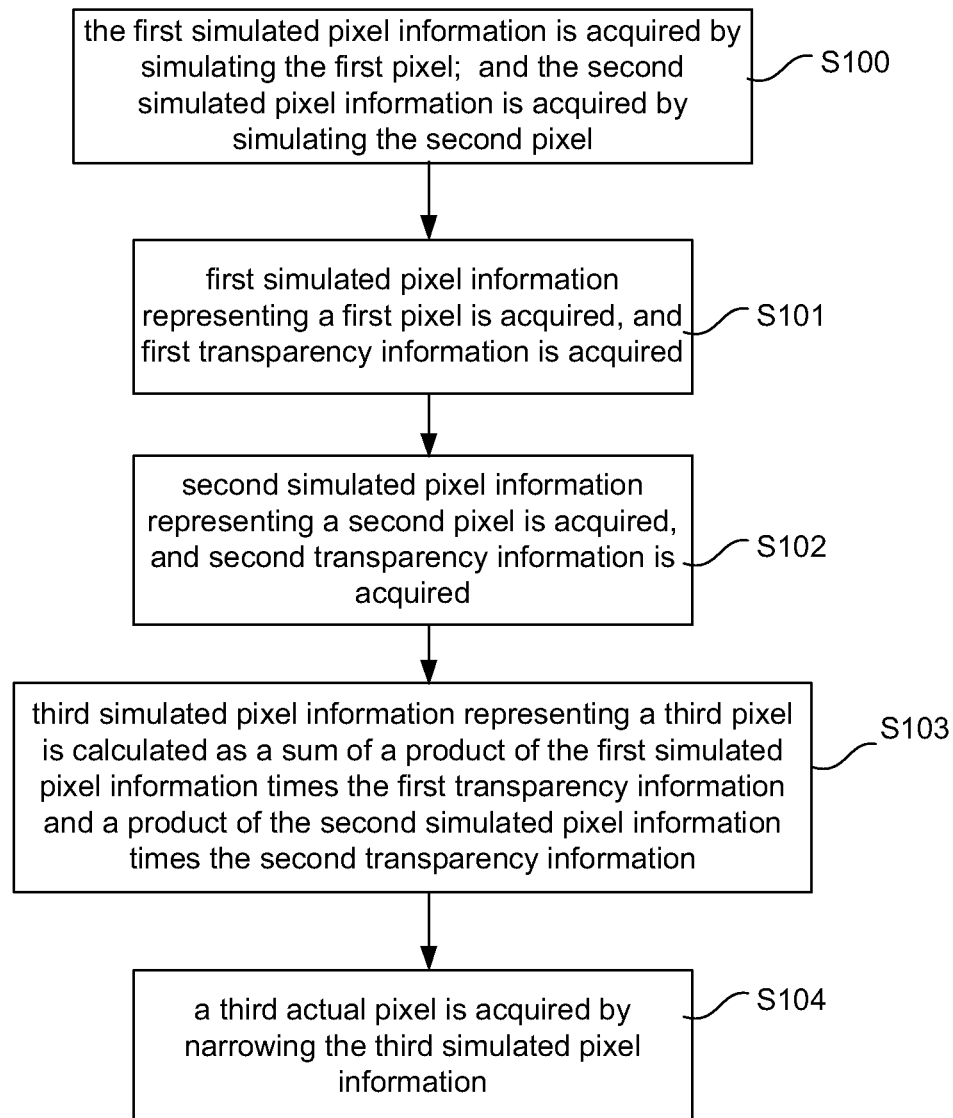 the first simulated pixel information is acquired by
simulating the first pixel; and the second
simulated pixel information is acquired by
simulating the second pixel
S100
first simulated pixel information
representing a first pixel is acquired, and
first transparency information is acquired
S101
second simulated pixel information
representing a second pixel is acquired,
and second transparency information is
acquired
S102
third simulated pixel information representing a third pixel
is calculated as a sum of a product of the first simulated
pixel information times the first transparency information
and a product of the second simulated pixel information
times the second transparency information
S103
a third actual pixel is acquired by
narrowing the third simulated pixel
information
S104